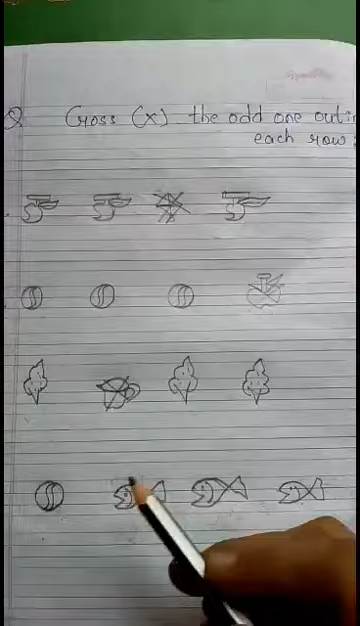 Q Cross (x) the odd one out in
each row :